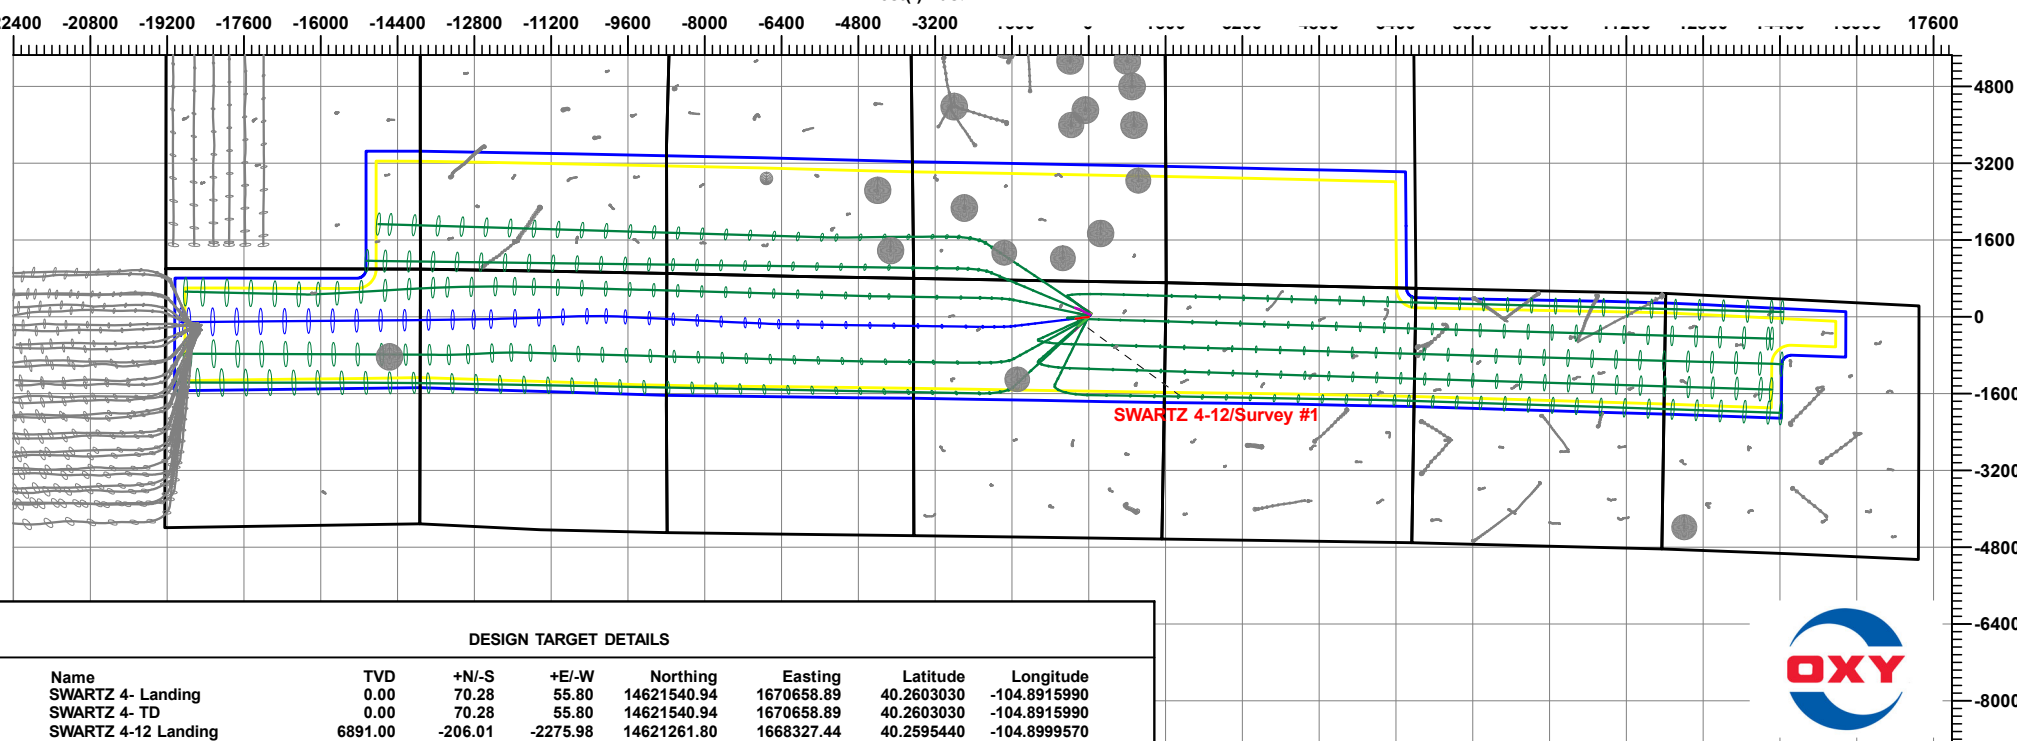 -20800 -19200 -17600 -16000 -14400 -12800 -11200 -9600 -8000 -6400 -4800 -3200 17600
4800
3200
1600
0
-1600
-3200
-4800
-6400
-8000
SWARTZ 4-12/Survey #1
OXY
DESIGN TARGET DETAILS
Name TVD +N/-S +E/-W Northing Easting Latitude Longitude
SWARTZ 4- Landing 0.00 70.28 55.80 14621540.94 1670658.89 40.2603030 -104.8915990
SWARTZ 4- TD 0.00 70.28 55.80 14621540.94 1670658.89 40.2603030 -104.8915990
SWARTZ 4-12 Landing 6891.00 -206.01 -2275.98 14621261.80 1668327.44 40.2595440 -104.8999570